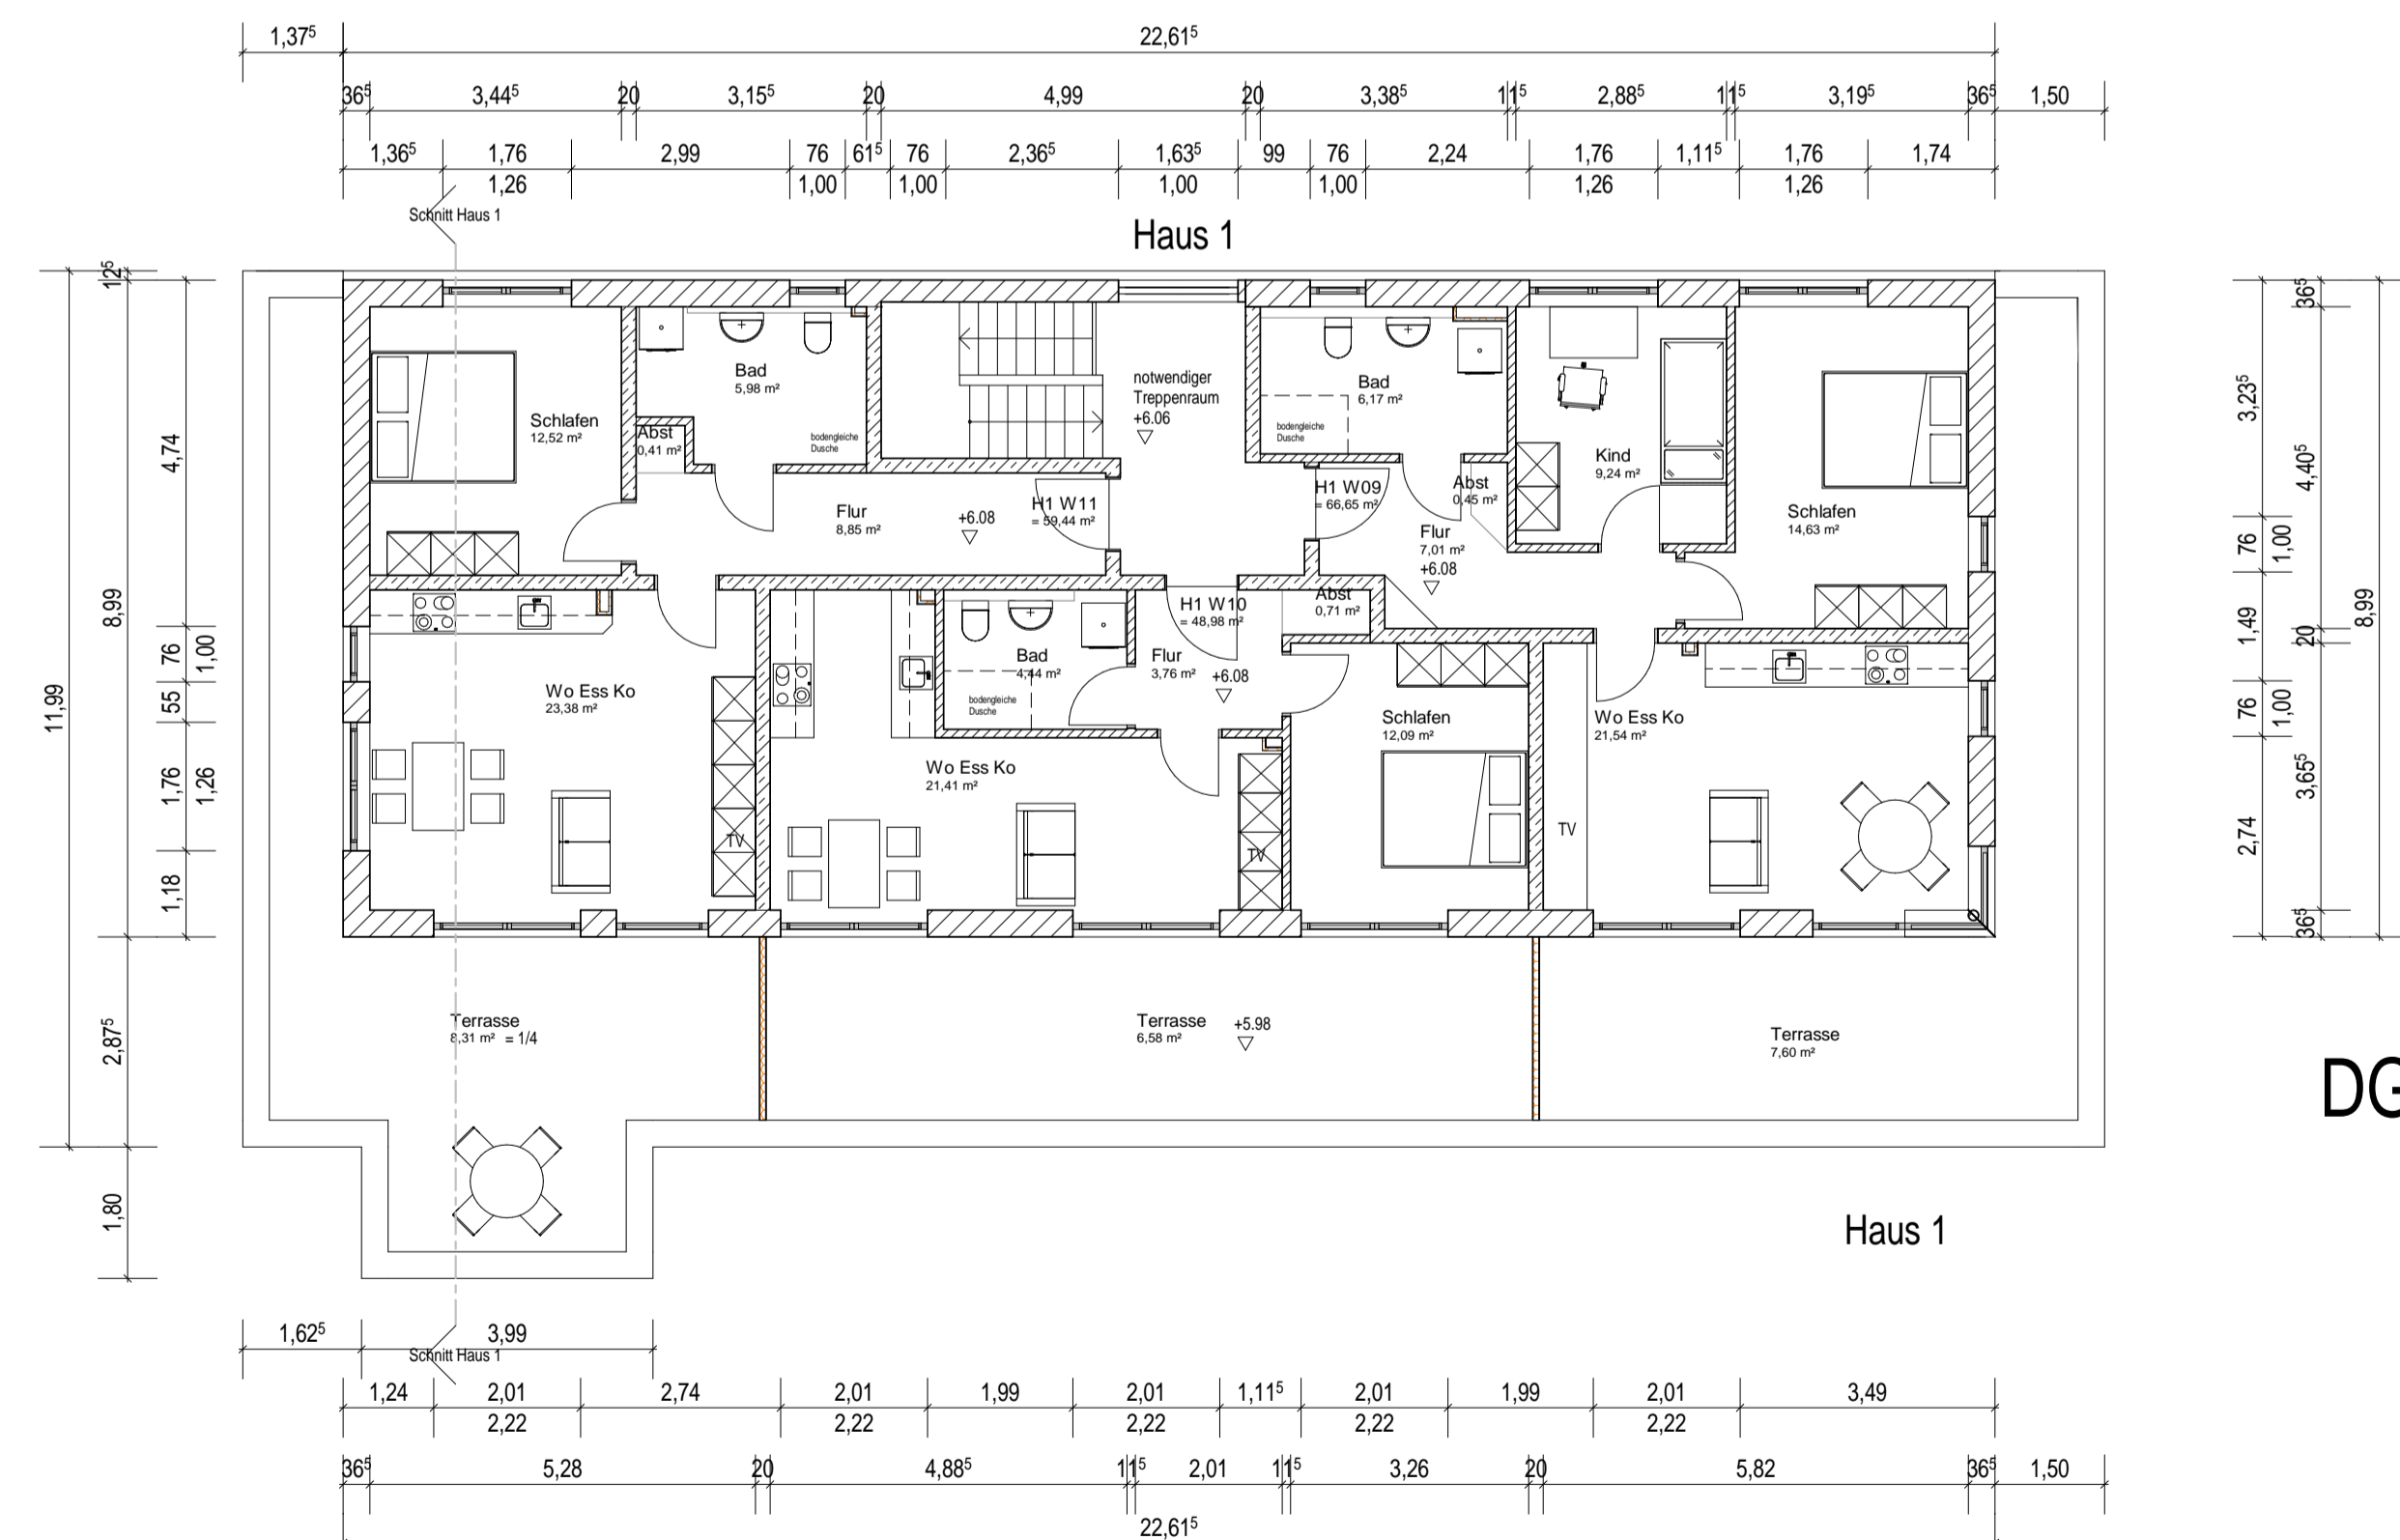 1,37⁵ 22,61⁵
36⁵ 3,44⁵ 20 3,15⁵ 20 4,99 20 3,38⁵ 11⁵ 2,88⁵ 11⁵ 3,19⁵ 36⁵ 1,50
1,36⁵ 1,76 2,99 76 61⁵ 76 2,36⁵ 1,63⁵ 99 76 2,24 1,76 1,11⁵ 1,76 1,74
1,26 1,00 1,00 1,00 1,00 1,26 1,26
Schnitt Haus 1
Haus 1
11,99
12⁵
8,99
2,87⁵
1,80
4,74
76
1,00
55
1,76
1,26
1,18
Schlafen
12,52 m²
Bad
5,98 m²
bodengleiche
Dusche
Abst
0,41 m²
Flur
8,85 m²
+6.08
H1 W11
= 59,44 m²
notwendiger
Treppenraum
+6.06
Bad
6,17 m²
bodengleiche
Dusche
H1 W09
= 66,65 m²
Abst
0,45 m²
Flur
7,01 m²
+6.08
Kind
9,24 m²
Schlafen
14,63 m²
Wo Ess Ko
23,38 m²
TV
Wo Ess Ko
21,41 m²
TV
Bad
4,44 m²
bodengleiche
Dusche
H1 W10
= 48,98 m²
Flur
3,76 m²
+6.08
Abst
0,71 m²
Schlafen
12,09 m²
Wo Ess Ko
21,54 m²
TV
3,23⁵
76
1,00
1,49
76
1,00
2,74
36⁵
4,40⁵
20
3,65⁵
36⁵
8,99
Terrasse
8,31 m² = 1/4
Terrasse
6,58 m²
+5.98
Terrasse
7,60 m²
DG
Haus 1
1,62⁵ 3,99
Schnitt Haus 1
1,24 2,01 2,74 2,01 1,99 2,01 1,11⁵ 2,01 1,99 2,01 3,49
2,22 2,22 2,22 2,22 2,22
36⁵ 5,28 20 4,88⁵ 11⁵ 2,01 11⁵ 3,26 20 5,82 36⁵ 1,50
22,61⁵